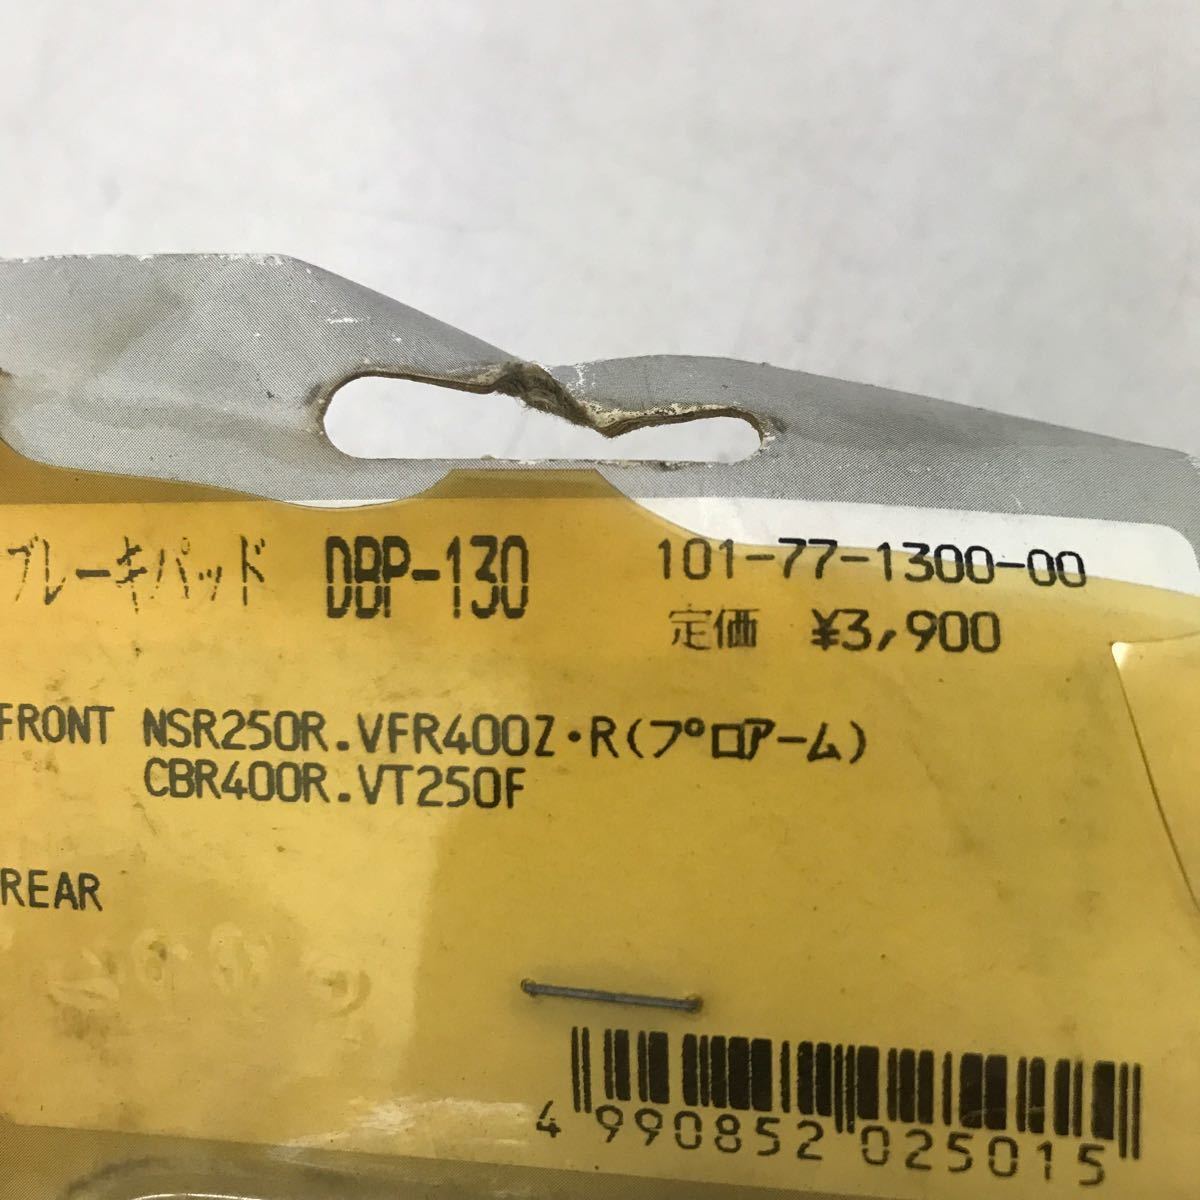 ブレーキパッド DBP-130 101-77-1300-00
定価 ¥3,900
FRONT NSR250R.VFR400Z・R(プロアーム)
CBR400R.VT250F
REAR
4 990852 025015